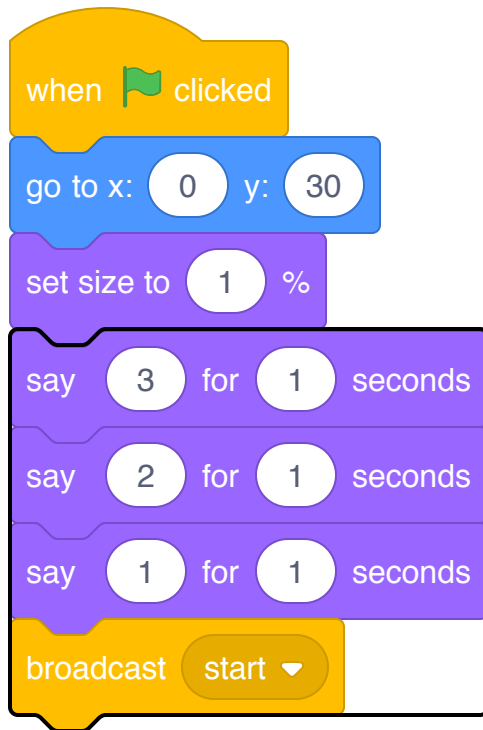 when clicked
go to x: 0 y: 30
set size to 1 %
say 3 for 1 seconds
say 2 for 1 seconds
say 1 for 1 seconds
broadcast start